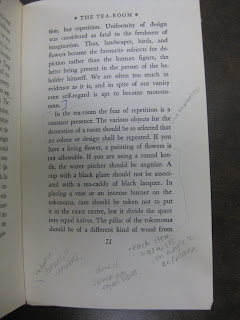 * THE TEA-ROOM *
tion, but repetition. Uniformity of design
was considered as fatal to the freshness of
imagination. Thus, landscapes, birds, and
flowers became the favourite subjects for de-
piction rather than the human figure, the
latter being present in the person of the be-
holder himself. We are often too much in
evidence as it is, and in spite of our vanity
even self-regard is apt to become monoto-
nous.
In the tea-room the fear of repetition is a
constant presence. The various objects for the
decoration of a room should be so selected that
no colour or design shall be repeated. If you
have a living flower, a painting of flowers is
not allowable. If you are using a round ket-
tle, the water pitcher should be angular. A
cup with a black glaze should not be associ-
ated with a tea-caddy of black lacquer. In
placing a vase or an incense burner on the
tokonoma, care should be taken not to put
it in the exact centre, lest it divide the space
into equal halves. The pillar of the tokonoma
should be of a different kind of wood from
71